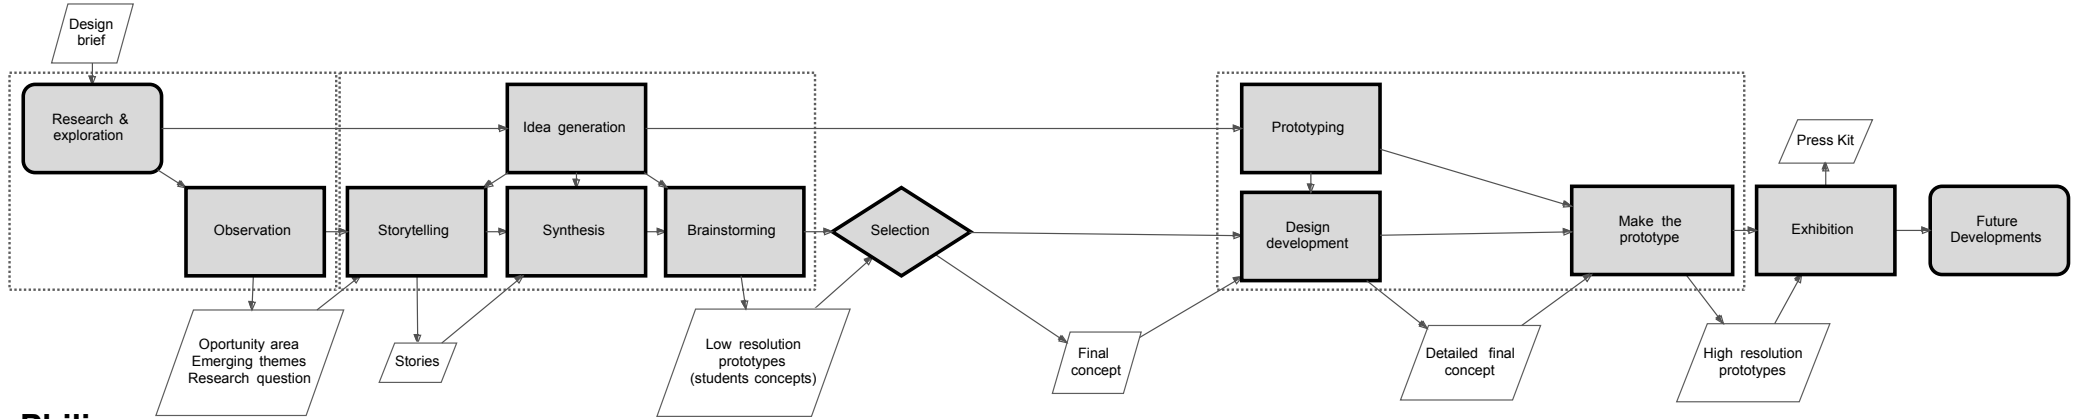 Design
brief
Research &
exploration
Idea generation
Prototyping
Press Kit
Observation
Storytelling
Synthesis
Brainstorming
Selection
Design
development
Make the
prototype
Exhibition
Future
Developments
Oportunity area
Emerging themes
Research question
Stories
Low resolution
prototypes
(students concepts)
Final
concept
Detailed final
concept
High resolution
prototypes